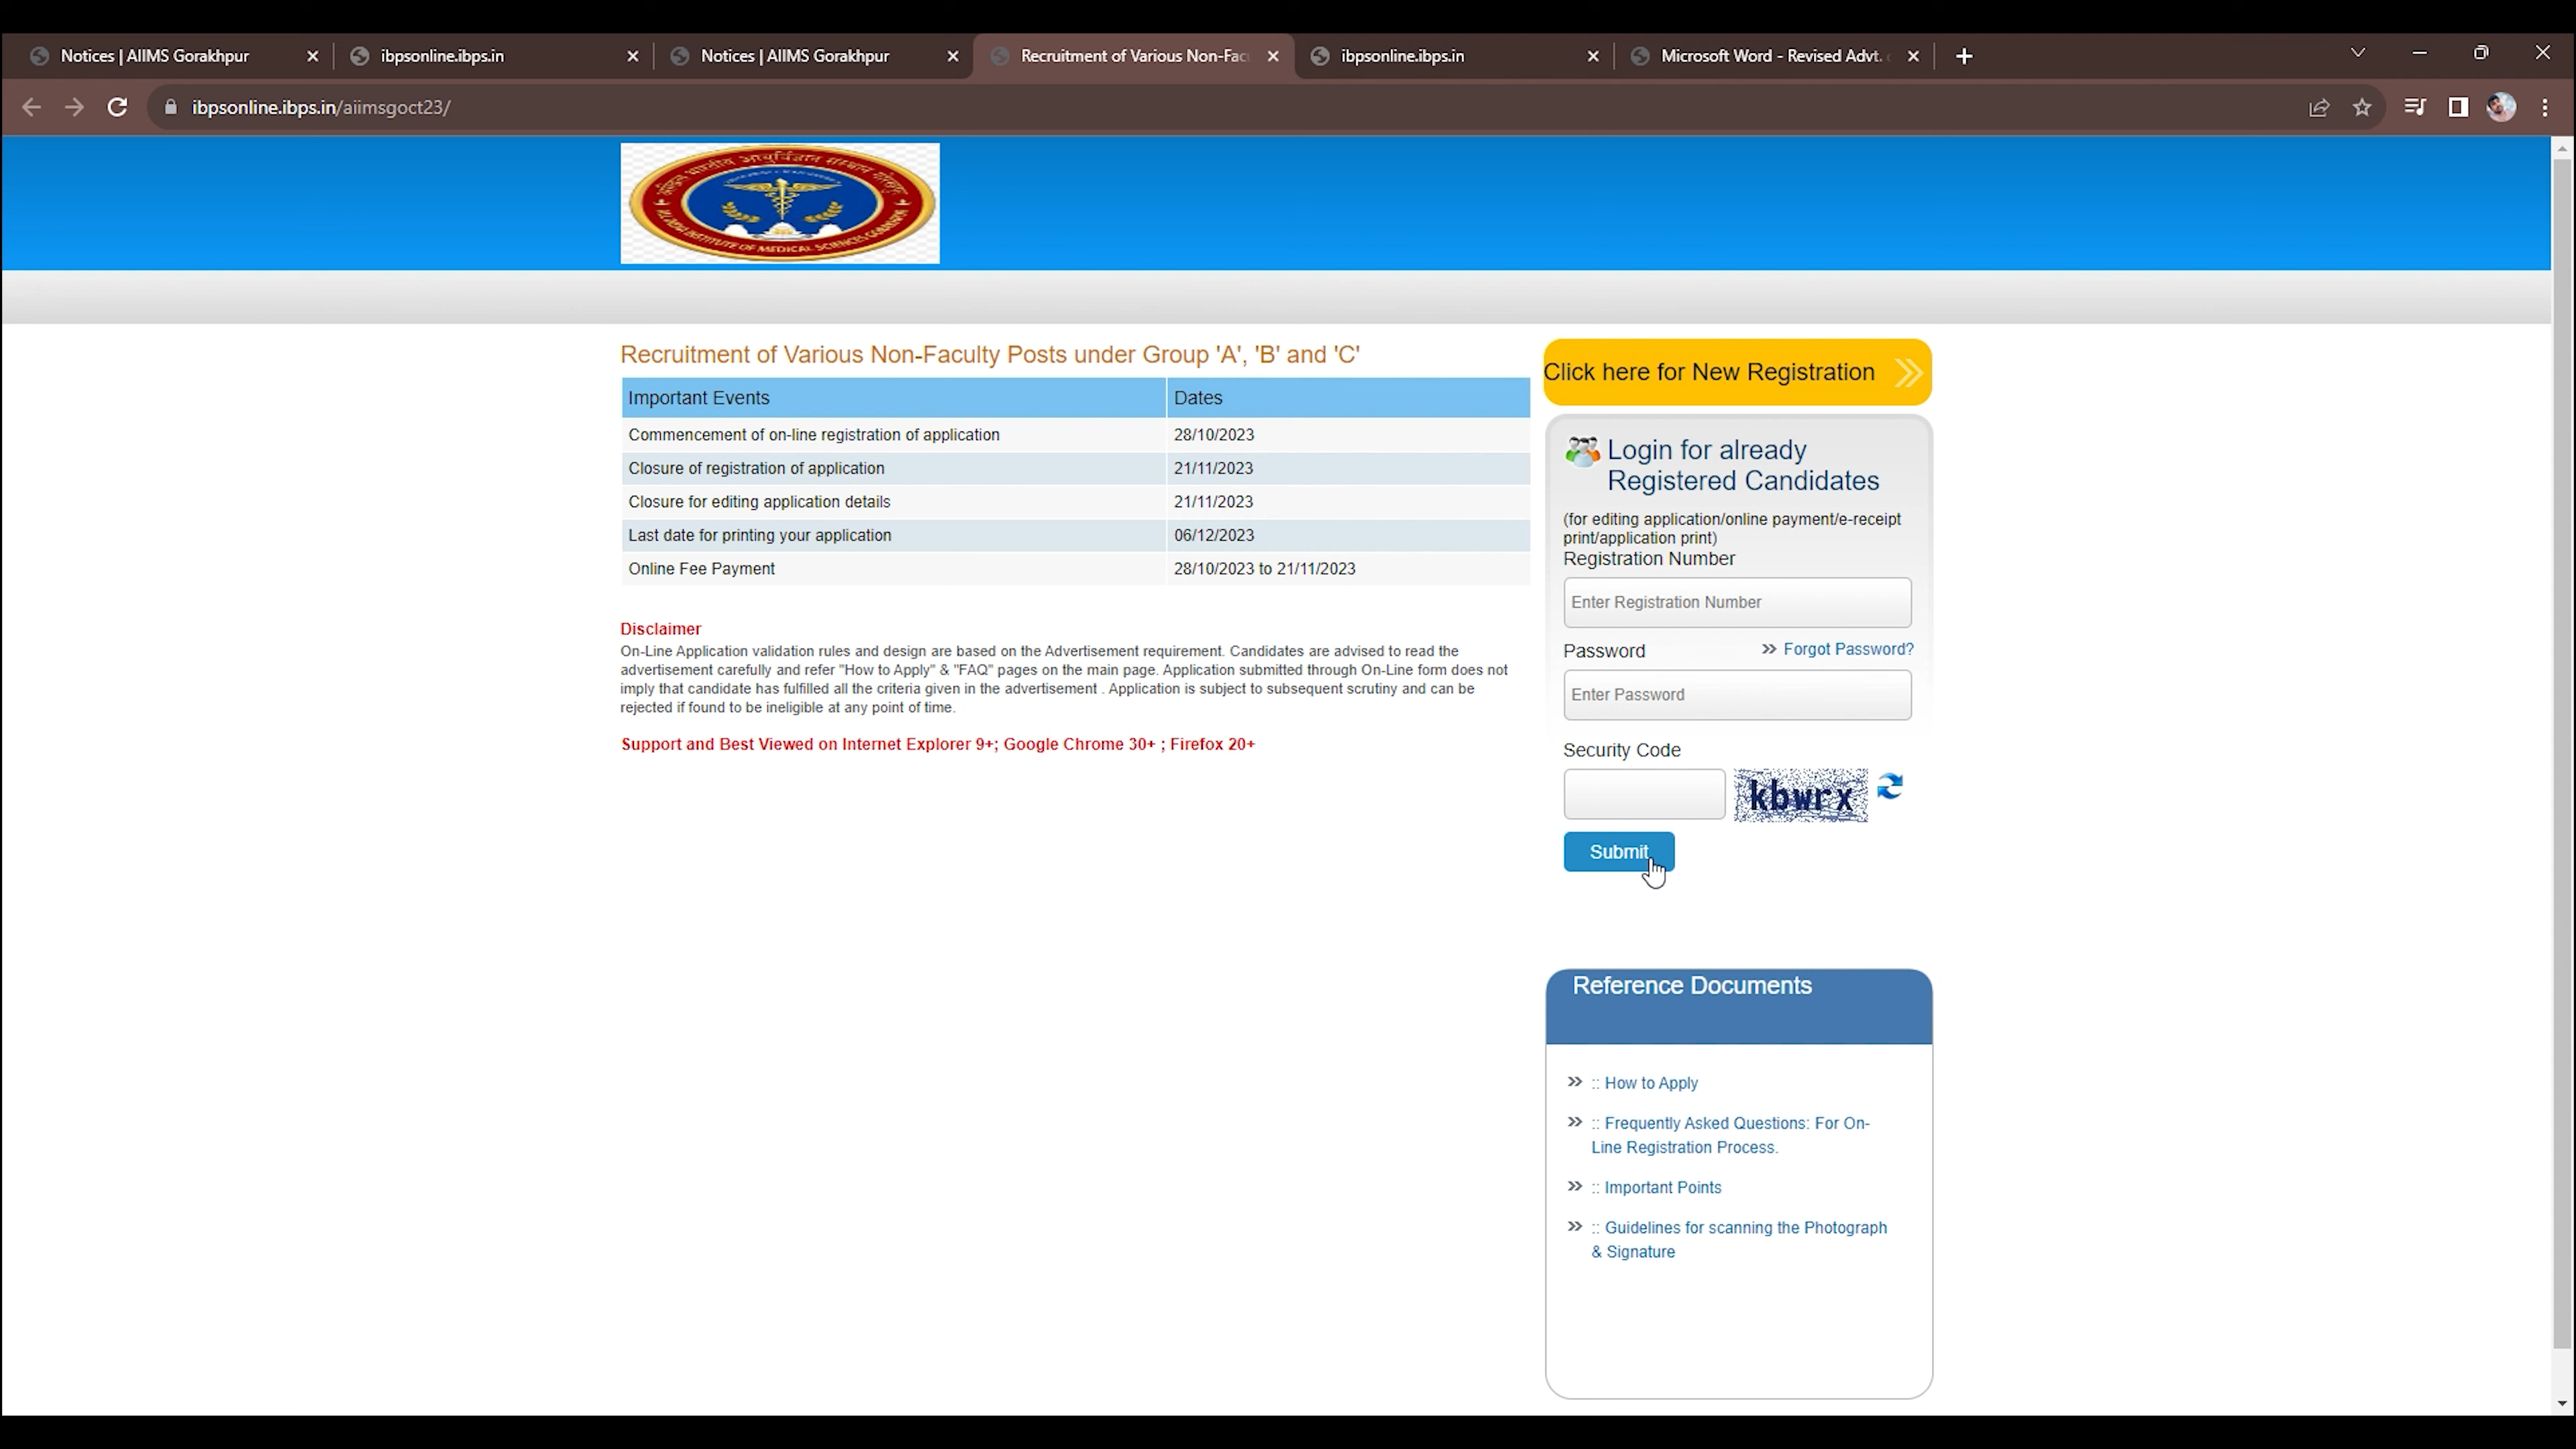 Notices | AIIMS Gorakhpur
ibpsonline.ibps.in
Notices | AIIMS Gorakhpur
Recruitment of Various Non-Fac
ibpsonline.ibps.in
Microsoft Word - Revised Advt.
ibpsonline.ibps.in/aiimsgoct23/
Recruitment of Various Non-Faculty Posts under Group 'A', 'B' and 'C'
Important Events Dates
Commencement of on-line registration of application 28/10/2023
Closure of registration of application 21/11/2023
Closure for editing application details 21/11/2023
Last date for printing your application 06/12/2023
Online Fee Payment 28/10/2023 to 21/11/2023
Disclaimer
On-Line Application validation rules and design are based on the Advertisement requirement. Candidates are advised to read the
advertisement carefully and refer "How to Apply" & "FAQ" pages on the main page. Application submitted through On-Line form does not
imply that candidate has fulfilled all the criteria given in the advertisement . Application is subject to subsequent scrutiny and can be
rejected if found to be ineligible at any point of time.
Support and Best Viewed on Internet Explorer 9+; Google Chrome 30+ ; Firefox 20+
Click here for New Registration
Login for already
Registered Candidates
(for editing application/online payment/e-receipt
print/application print)
Registration Number
Enter Registration Number
Password Forgot Password?
Enter Password
Security Code
kbwrx
Submit
Reference Documents
:: How to Apply
:: Frequently Asked Questions: For On-
Line Registration Process.
:: Important Points
:: Guidelines for scanning the Photograph
& Signature